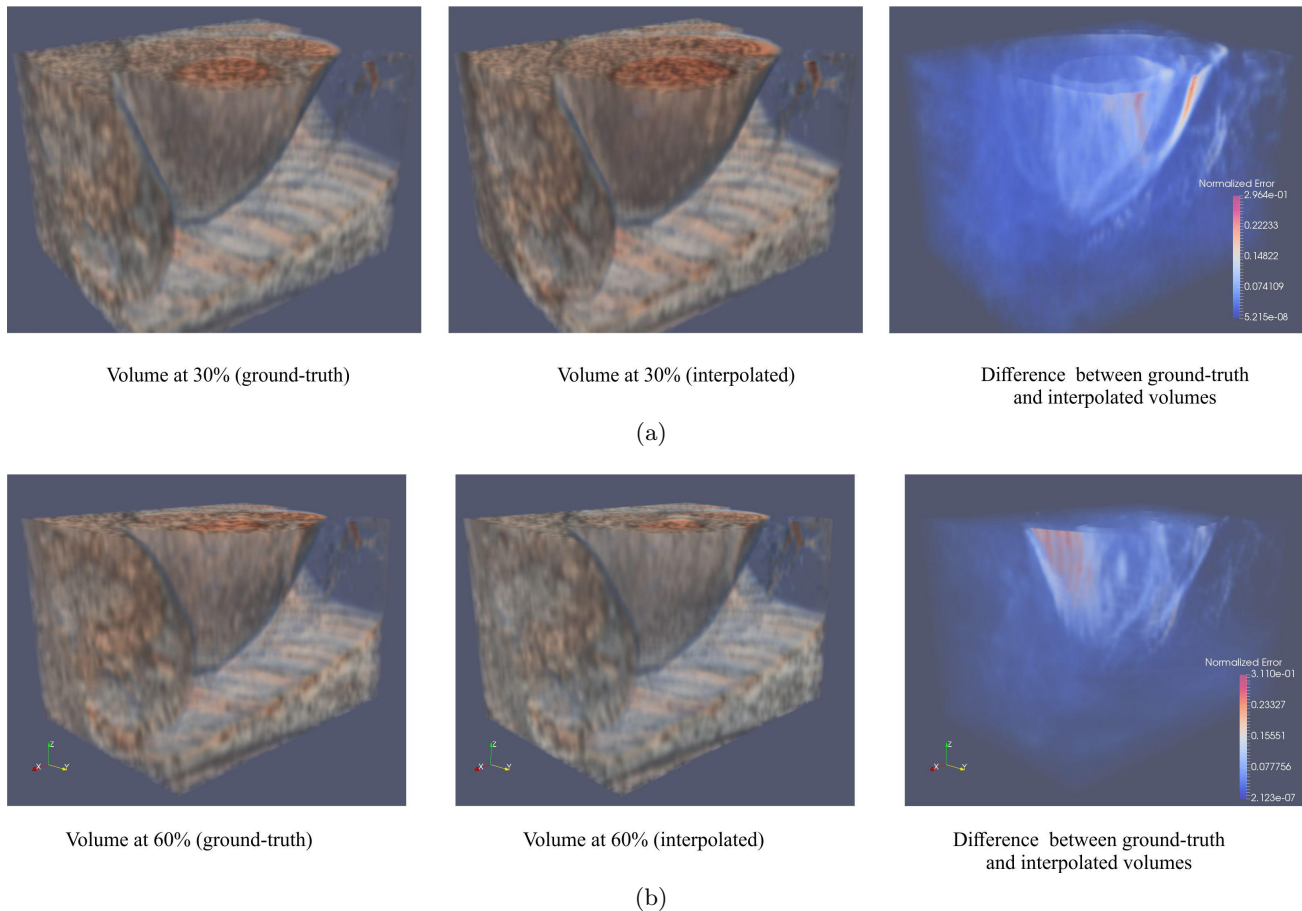 Normalized Error
2.964e-01
0.22233
0.14822
0.074109
5.215e-08
Volume at 30% (ground-truth)
Volume at 30% (interpolated)
Difference between ground-truth
and interpolated volumes
(a)
Normalized Error
3.110e-01
0.23327
0.15551
0.077756
2.123e-07
Z
X
Y
Z
X
Y
Z
X
Y
Volume at 60% (ground-truth)
Volume at 60% (interpolated)
Difference between ground-truth
and interpolated volumes
(b)